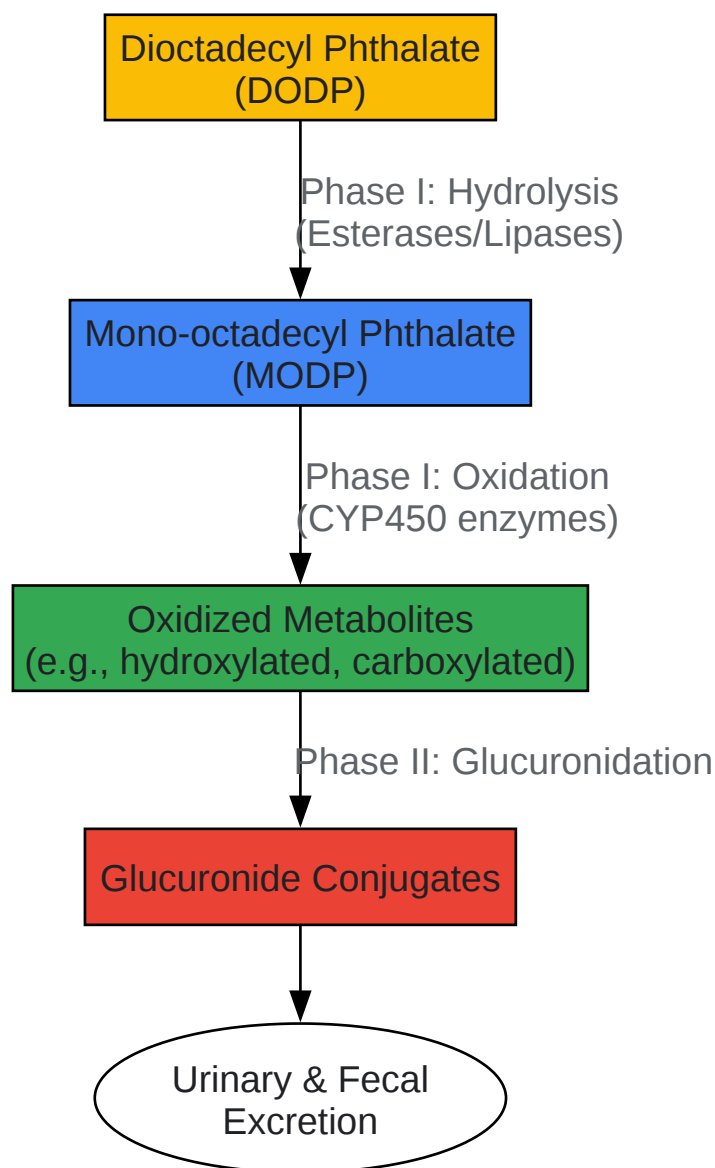 Dioctadecyl Phthalate
(DODP)
Phase I: Hydrolysis
(Esterases/Lipases)
Mono-octadecyl Phthalate
(MODP)
Phase I: Oxidation
(CYP450 enzymes)
Oxidized Metabolites
(e.g., hydroxylated, carboxylated)
Phase II: Glucuronidation
Glucuronide Conjugates
Urinary & Fecal
Excretion